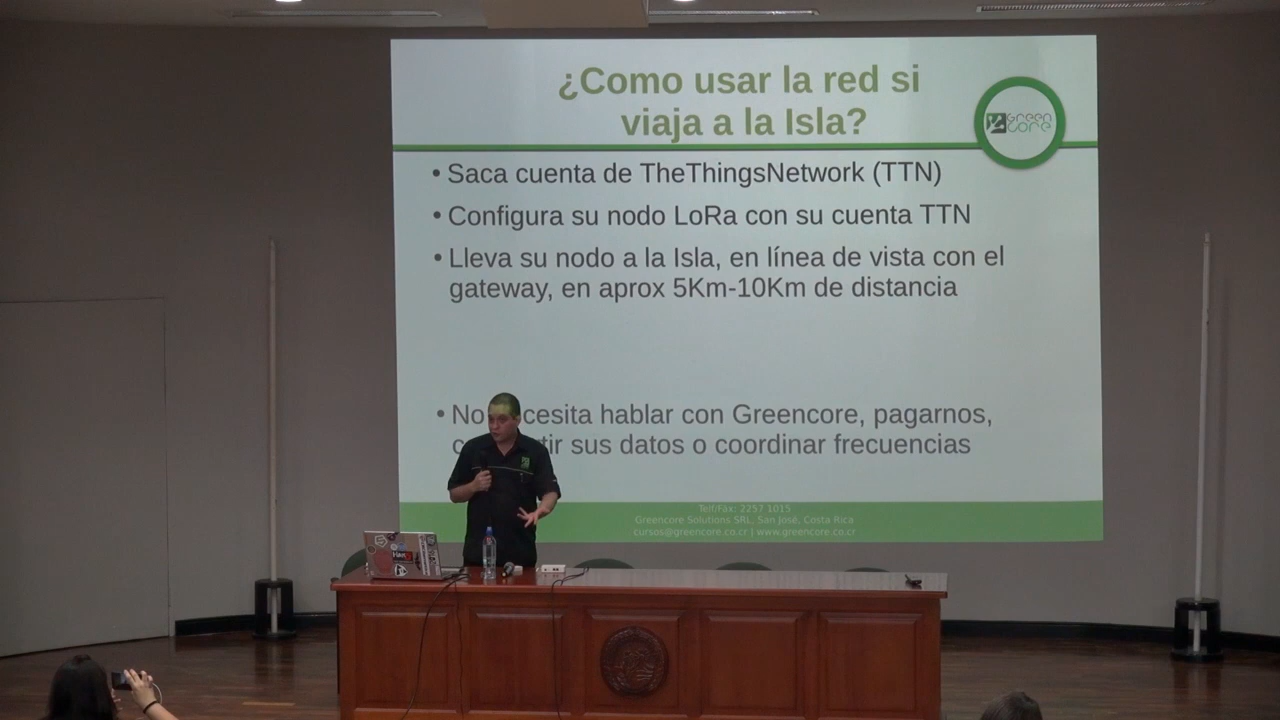 ¿Como usar la red si
viaja a la Isla?
Green
Core
• Saca cuenta de TheThingsNetwork (TTN)
• Configura su nodo LoRa con su cuenta TTN
• Lleva su nodo a la Isla, en línea de vista con el
gateway, en aprox 5Km-10Km de distancia
• No cesita hablar con Greencore, pagarnos,
tir sus datos o coordinar frecuencias
Telf/Fax: 2257 1015
Greencore Solutions SRL, San José, Costa Rica
cursos@greencore.co.cr | www.greencore.co.cr